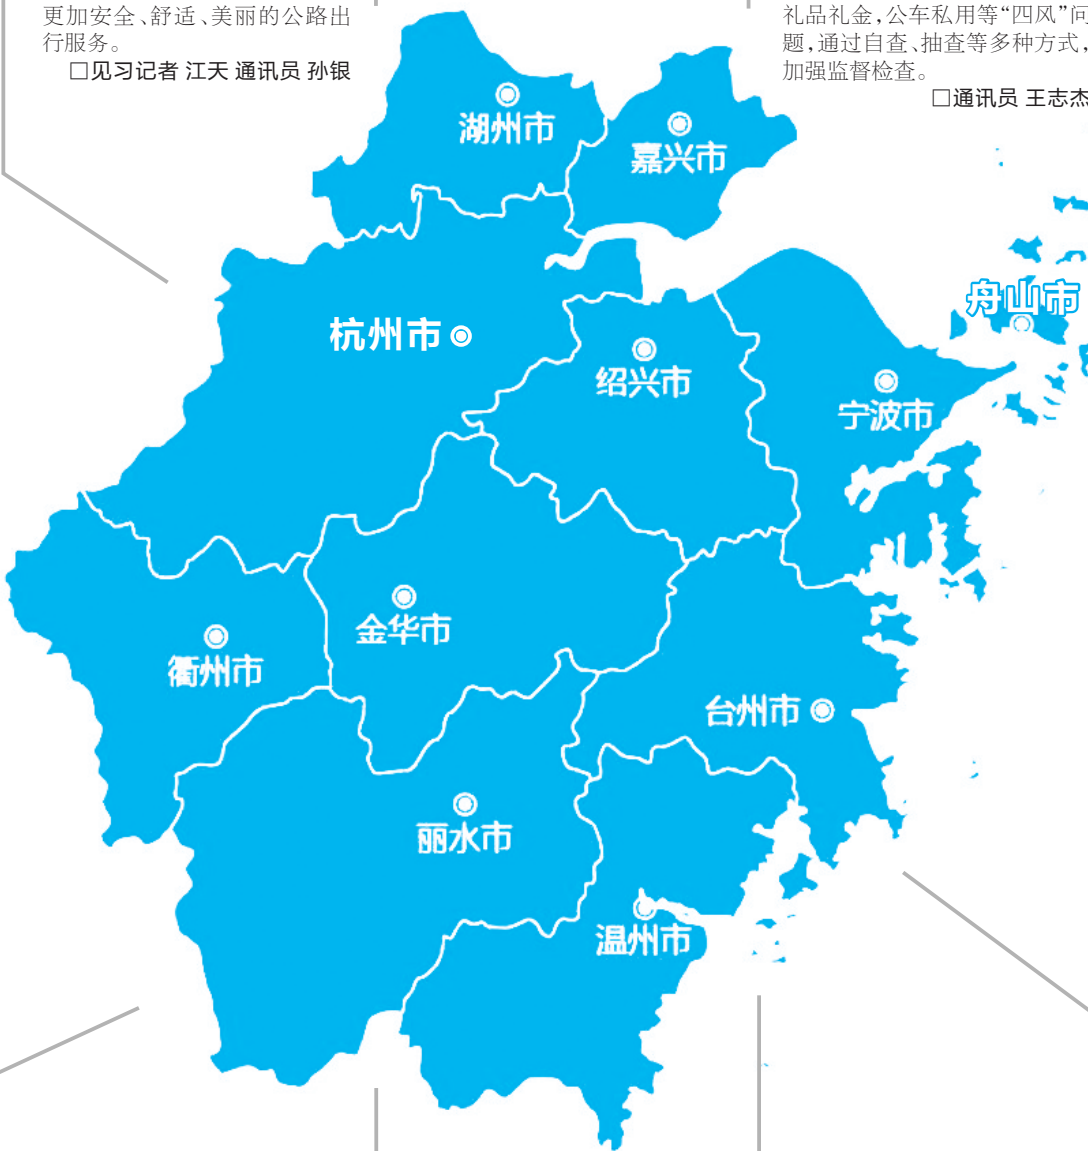 更加安全、舒适、美丽的公路出
行服务。
□见习记者 江天 通讯员 孙银
礼品礼金,公车私用等“四风”问
题,通过自查、抽查等多种方式,
加强监督检查。
□通讯员 王志杰
湖州市
嘉兴市
舟山市
杭州市
绍兴市
宁波市
金华市
衢州市
台州市
丽水市
温州市